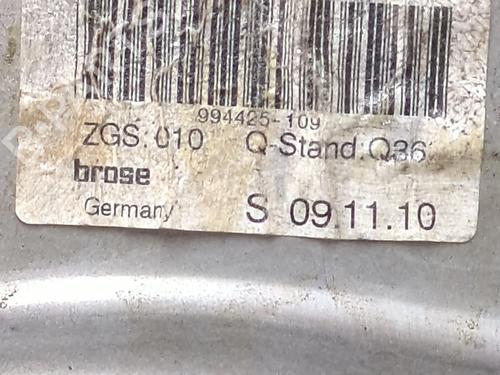 994425-109
ZGS: 010 Q-Stand: Q36
brose
Germany S 09.11.10